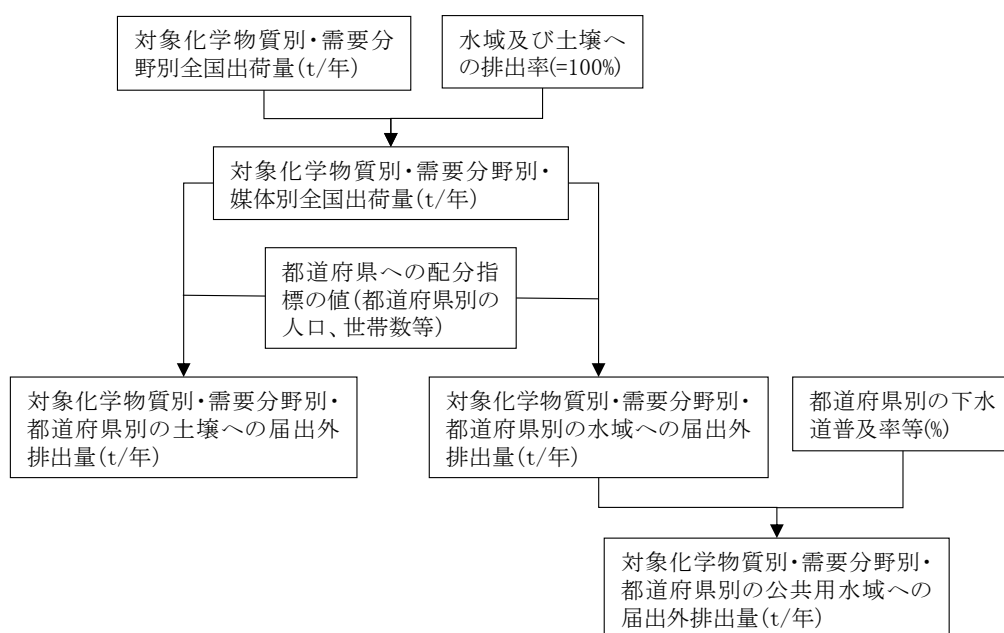 対象化学物質別・需要分
野別全国出荷量(t/年)
水域及び土壌へ
の排出率(=100%)
対象化学物質別・需要分野別・
媒体別全国出荷量(t/年)
都道府県への配分指
標の値(都道府県別の
人口、世帯数等)
対象化学物質別・需要分野別・
都道府県別の土壌への届出外
排出量(t/年)
対象化学物質別・需要分野別・
都道府県別の水域への届出外
排出量(t/年)
都道府県別の下水
道普及率等(%)
対象化学物質別・需要分野別・
都道府県別の公共用水域への
届出外排出量(t/年)